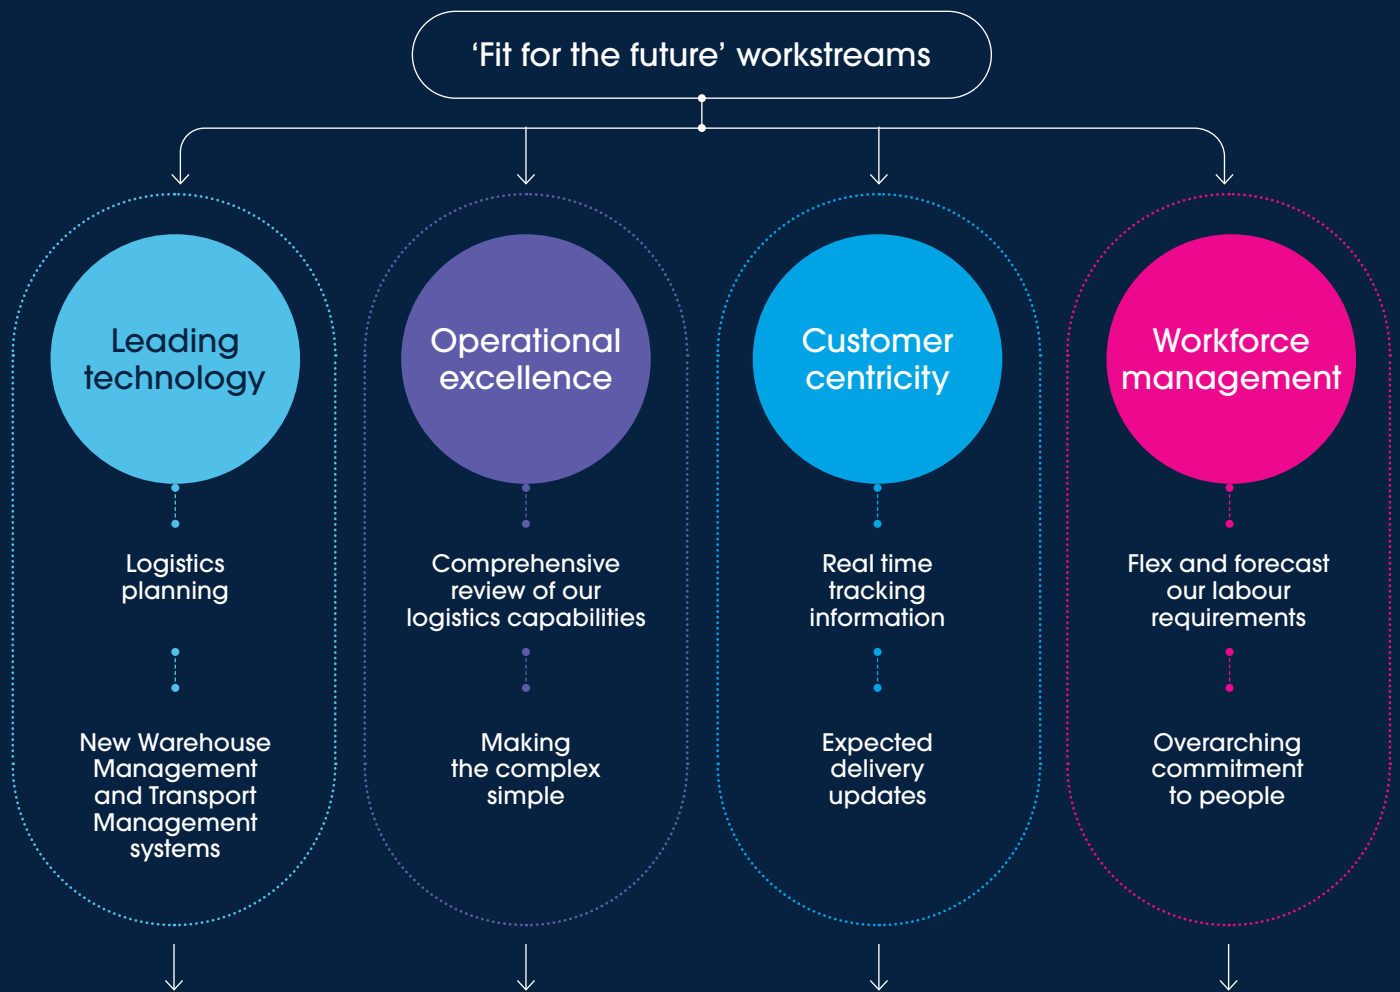 ‘Fit for the future’ workstreams
Leading
technology
Logistics
planning
New Warehouse
Management
and Transport
Management
systems
Operational
excellence
Comprehensive
review of our
logistics capabilities
Making
the complex
simple
Customer
centricity
Real time
tracking
information
Expected
delivery
updates
Workforce
management
Flex and forecast
our labour
requirements
Overarching
commitment
to people